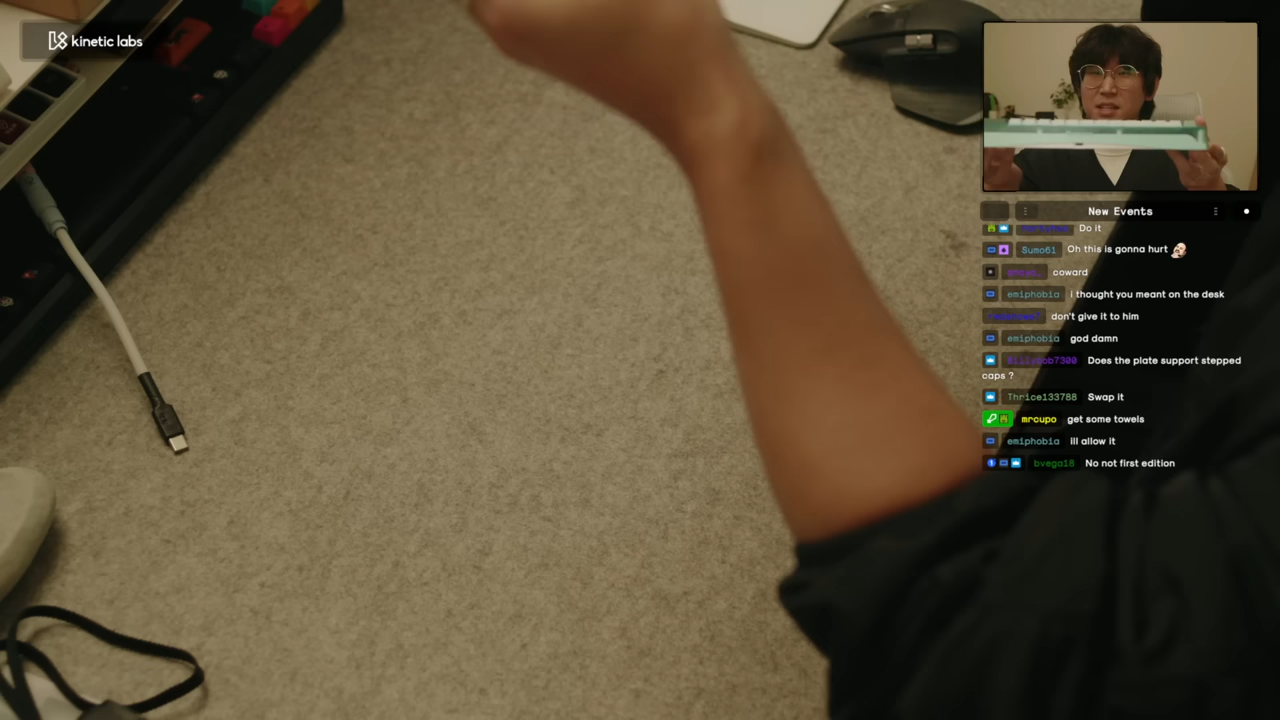 kinetic labs
New Events
Do it
Sumo61 Oh this is gonna hurt
coward
emiphobia i thought you meant on the desk
don't give it to him
emiphobia god damn
Does the plate support stepped
caps ?
Thrice133788 Swap it
mrcupo get some towels
emiphobia ill allow it
bvega18 No not first edition